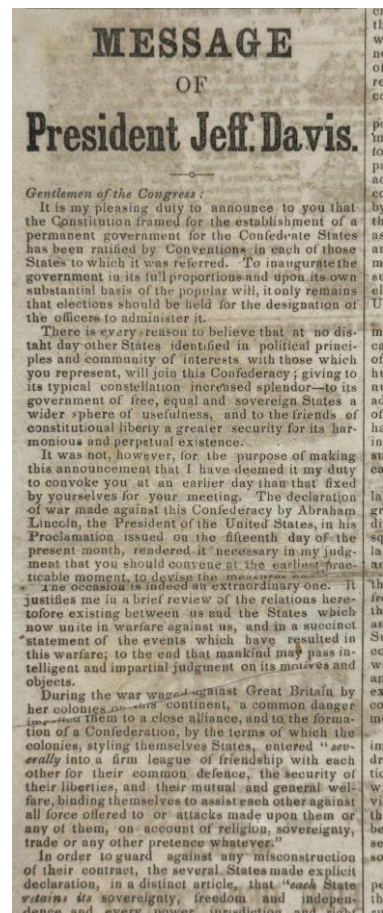 MESSAGE
OF
President Jeff. Davis.
Gentlemen of the Congress:
It is my pleasing duty to announce to you that
the Constitution framed for the establishment of a
permanent government for the Confederate States
has been ratified by Conventions in each of those
States to which it was referred. To inaugurate the
government in its full proportions and upon its own
substantial basis of the popular will, it only remains
that elections should be held for the designation of
the officers to administer it.
There is every reason to believe that at no dis-
taht day other States identified in political princi-
ples and community of interests with those which
you represent, will join this Confederacy; giving to
its typical constellation increased splendor—to its
government of free, equal and sovereign States a
wider sphere of usefulness, and to the friends of
constitutional liberty a greater security for its har-
monious and perpetual existence.
It was not, however, for the purpose of making
this announcement that I have deemed it my duty
to convoke you at an earlier day than that fixed
by yourselves for your meeting. The declaration
of war made against this Confederacy by Abraham
Lincoln, the President of the United States, in his
Proclamation issued on the fifteenth day of the
present month, rendered it necessary in my judg-
ment that you should convene at the earliest prac-
ticable moment, to devise the measures
The occasion is indeed an extraordinary one. It
justifies me in a brief review of the relations here-
tofore existing between us and the States which
now unite in warfare against us, and in a succinct
statement of the events which have resulted in
this warfare; to the end that mankind may pass in-
telligent and impartial judgment on its motives and
objects.
During the war waged against Great Britain by
her colonies on this continent, a common danger
them to a close alliance, and to the forma-
tion of a Confederation, by the terms of which the
colonies, styling themselves States, entered "sev-
erally into a firm league of friendship with each
other for their common defence, the security of
their liberties, and their mutual and general wel-
fare, binding themselves to assist each other against
all force offered to or attacks made upon them or
any of them, on account of religion, sovereignty,
trade or any other pretence whatever."
In order to guard against any misconstruction
of their contract, the several States made explicit
declaration, in a distinct article, that "each State
retains its sovereignty, freedom and indepen-
dence and every power jurisdiction and